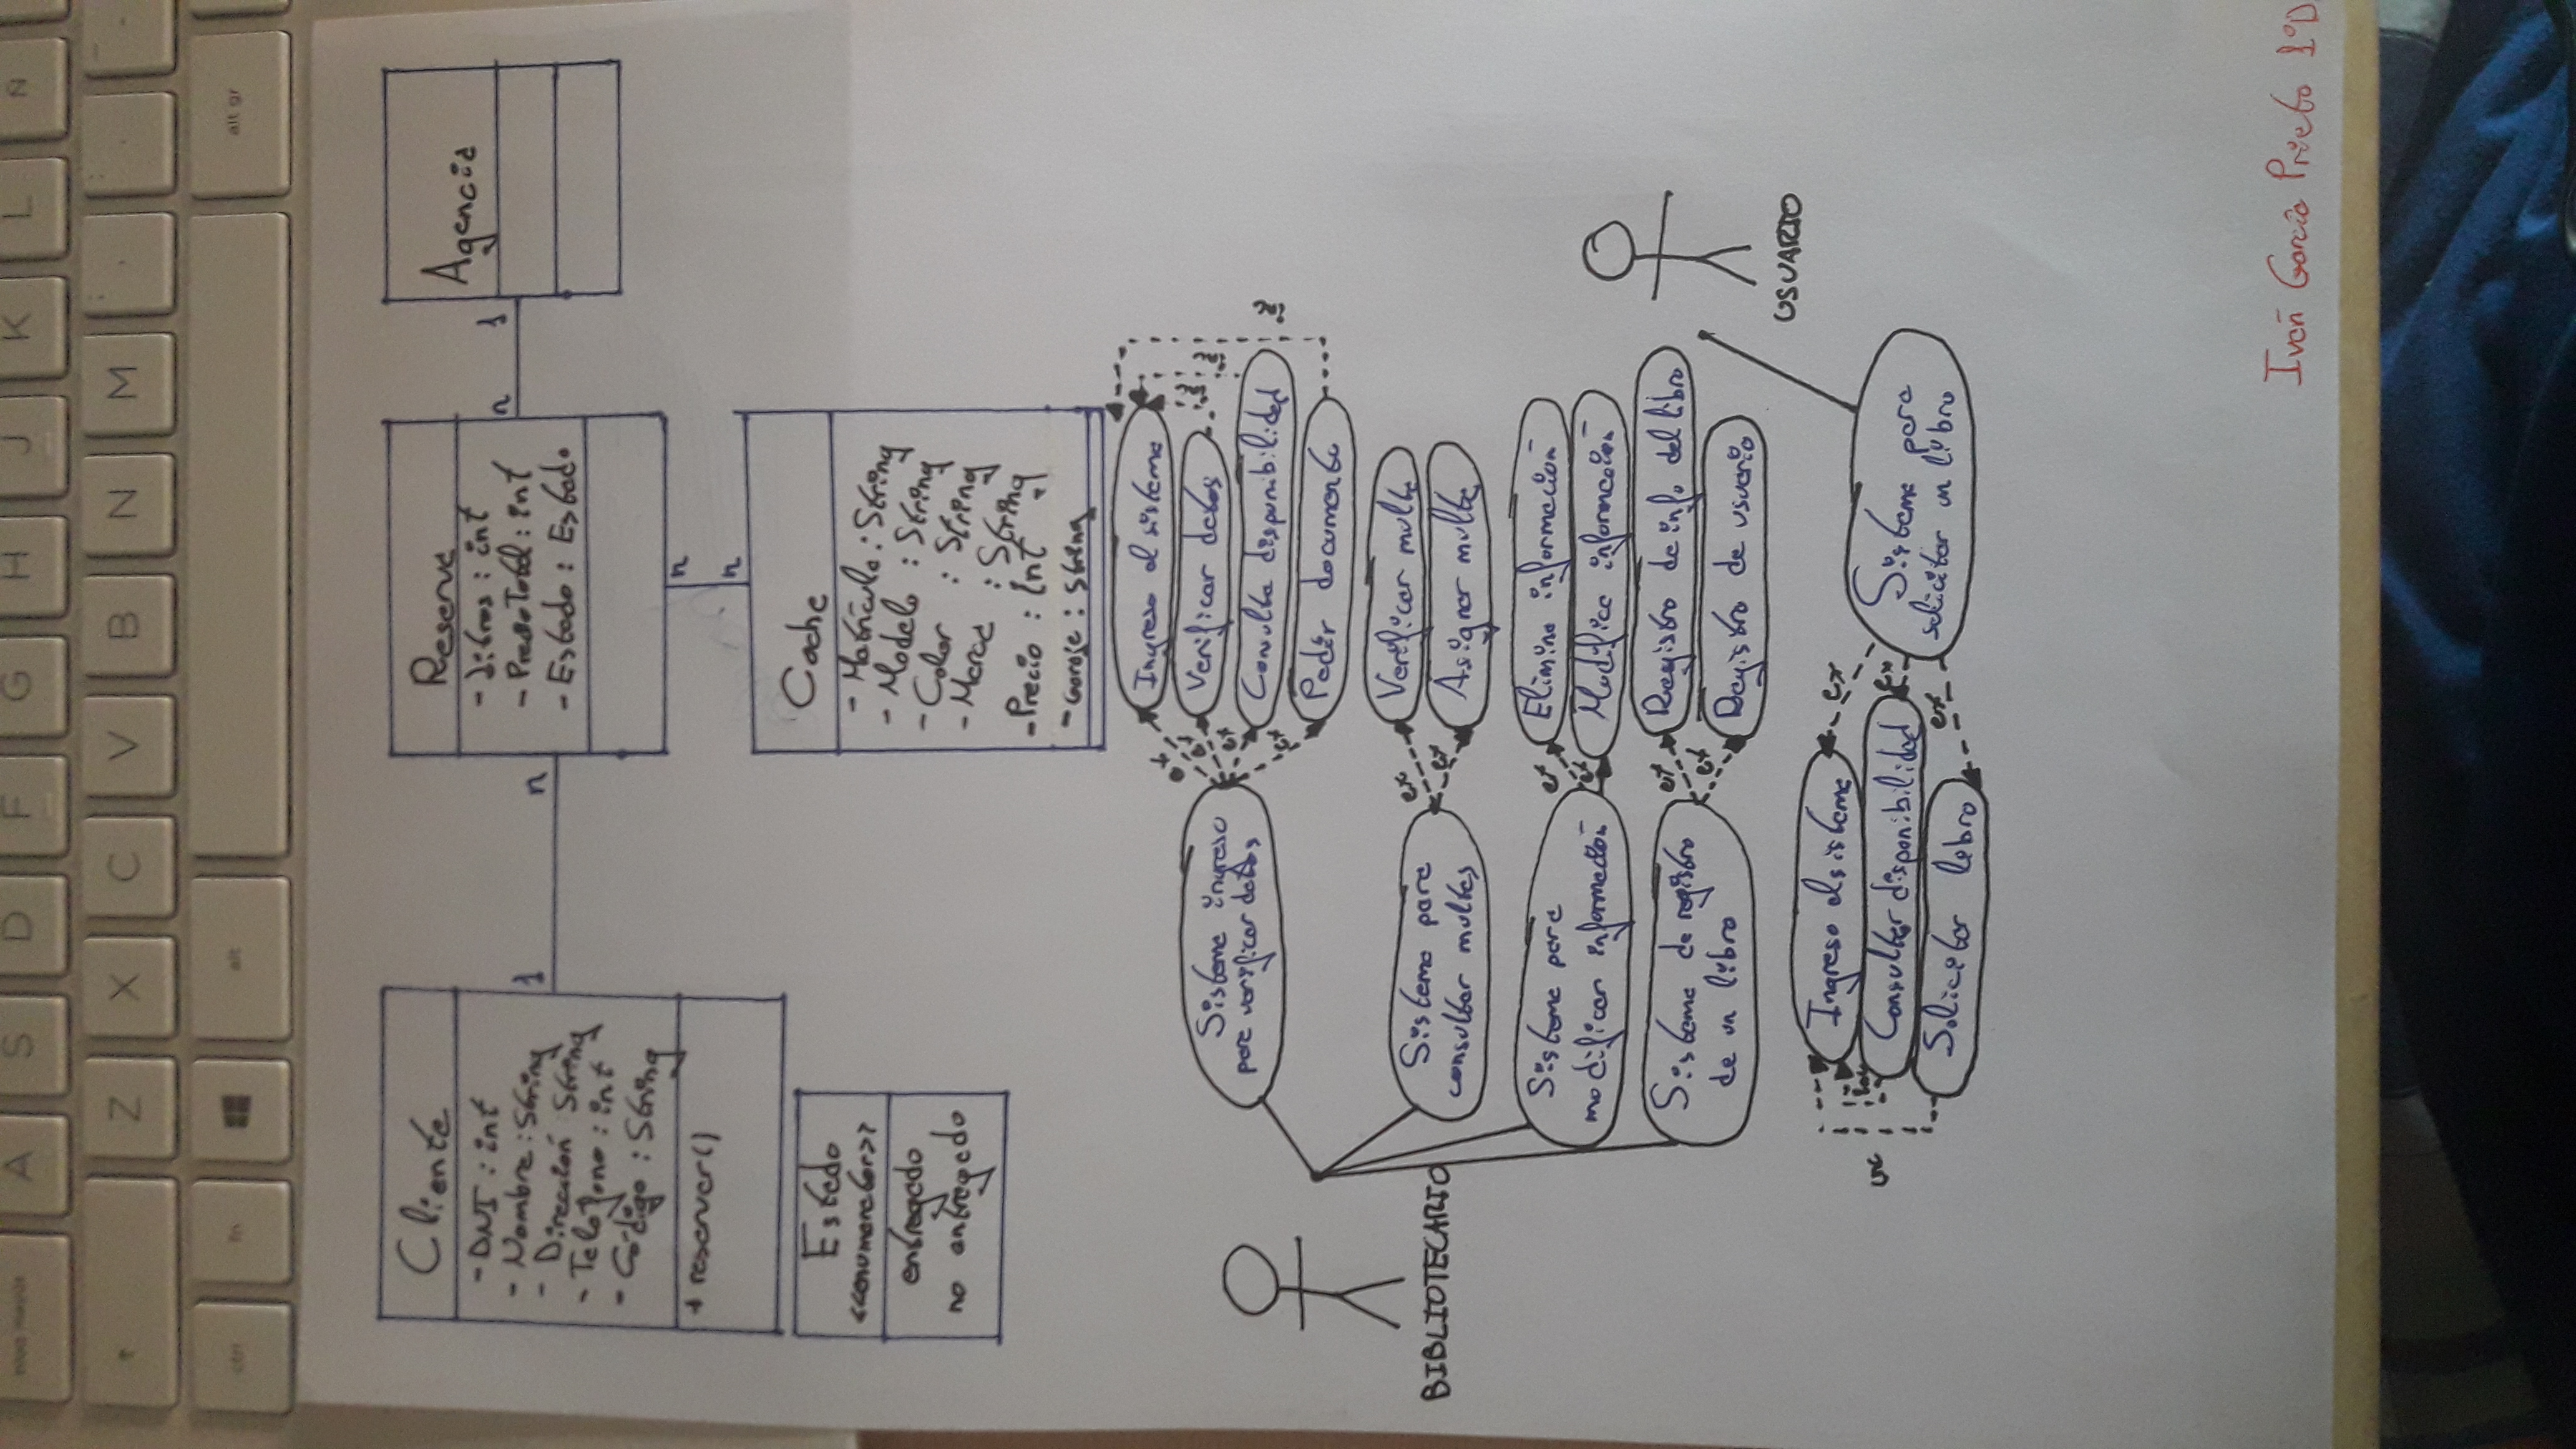 bloq mayús A S D F G H J K L Ñ
Z X C V B N M
ctrl fn alt alt gr
Cliente
- DNI : int
- Nombre : String
- Dirección String
- Telefono : int
- Código : String
+ reservar()
1 n
Reserva
- Litros : int
- PrecioTotal : int
- Estado : Estado
n 1
Agencia
n
n
Estado
<<enumerator>>
entregado
no entregado
Coche
- Matrícula : String
- Modelo : String
- Color : String
- Marca : String
- Precio : int
- Garaje : String
BIBLIOTECARIO
Sistema ingreso
para verificar datos
ex
ex
ex
ex
Ingreso al sistema
Verificar datos
Consulta disponibilidad
Pedir documento
inc
inc
inc
Sistema para
consultar multas
ex
ex
Verificar multa
Asignar multa
Sistema para
modificar información
ex
ex
Elimina información
Modifica información
Sistema de registro
de un libro
ex
ex
Registro de info del libro
Registro de usuario
USUARIO
Sistema para
solicitar un libro
ex
ex
ex
Ingreso al sistema
Consultar disponibilidad
Solicitar libro
inc
inc
Iván García Prieto 1ºD